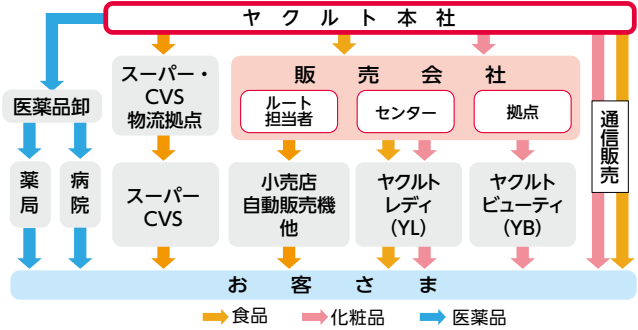 ヤクルト本社
医薬品卸
スーパー・
CVS
物流拠点
販売会社
ルート
担当者
センター
拠点
通信販売
薬局
病院
スーパー
CVS
小売店
自動販売機
他
ヤクルト
レディ
(YL)
ヤクルト
ビューティ
(YB)
お客さま
食品
化粧品
医薬品